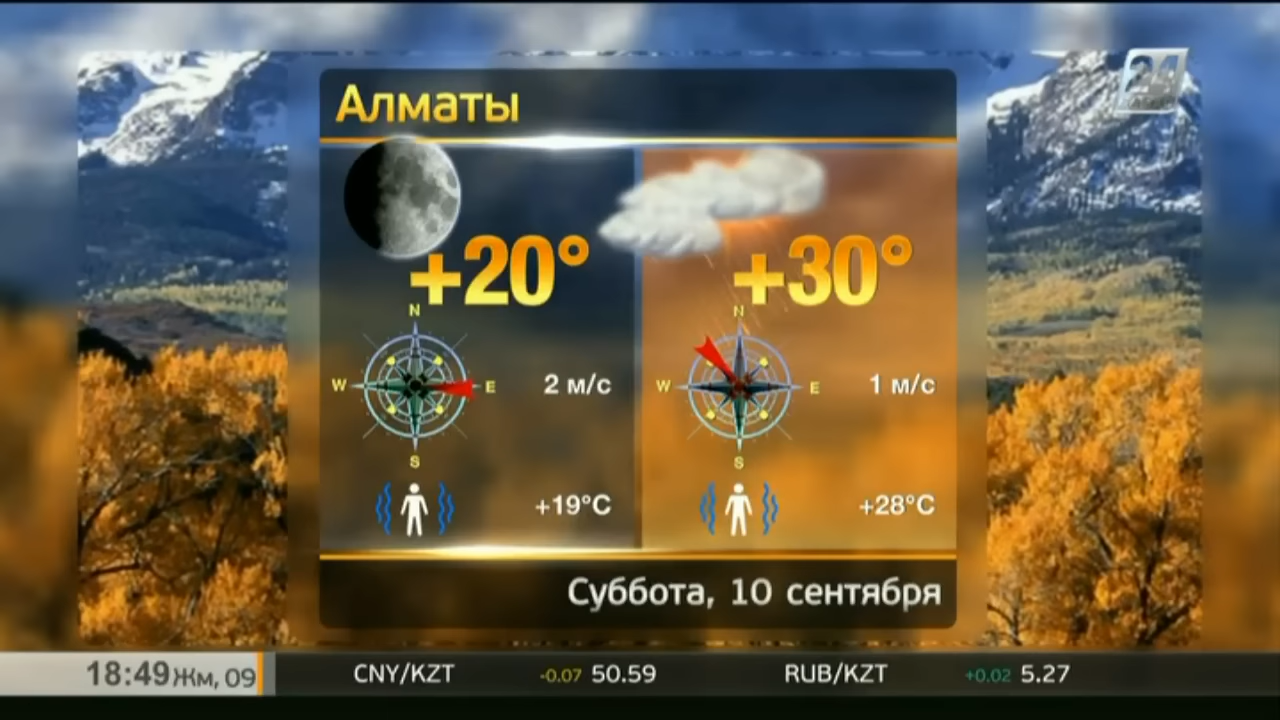 Алматы
24
+20°
+30°
N
W
E
S
2 м/с
N
W
E
S
1 м/с
+19°C
+28°C
Суббота, 10 сентября
18:49 Жм, 09
CNY/KZT -0.07 50.59 RUB/KZT +0.02 5.27